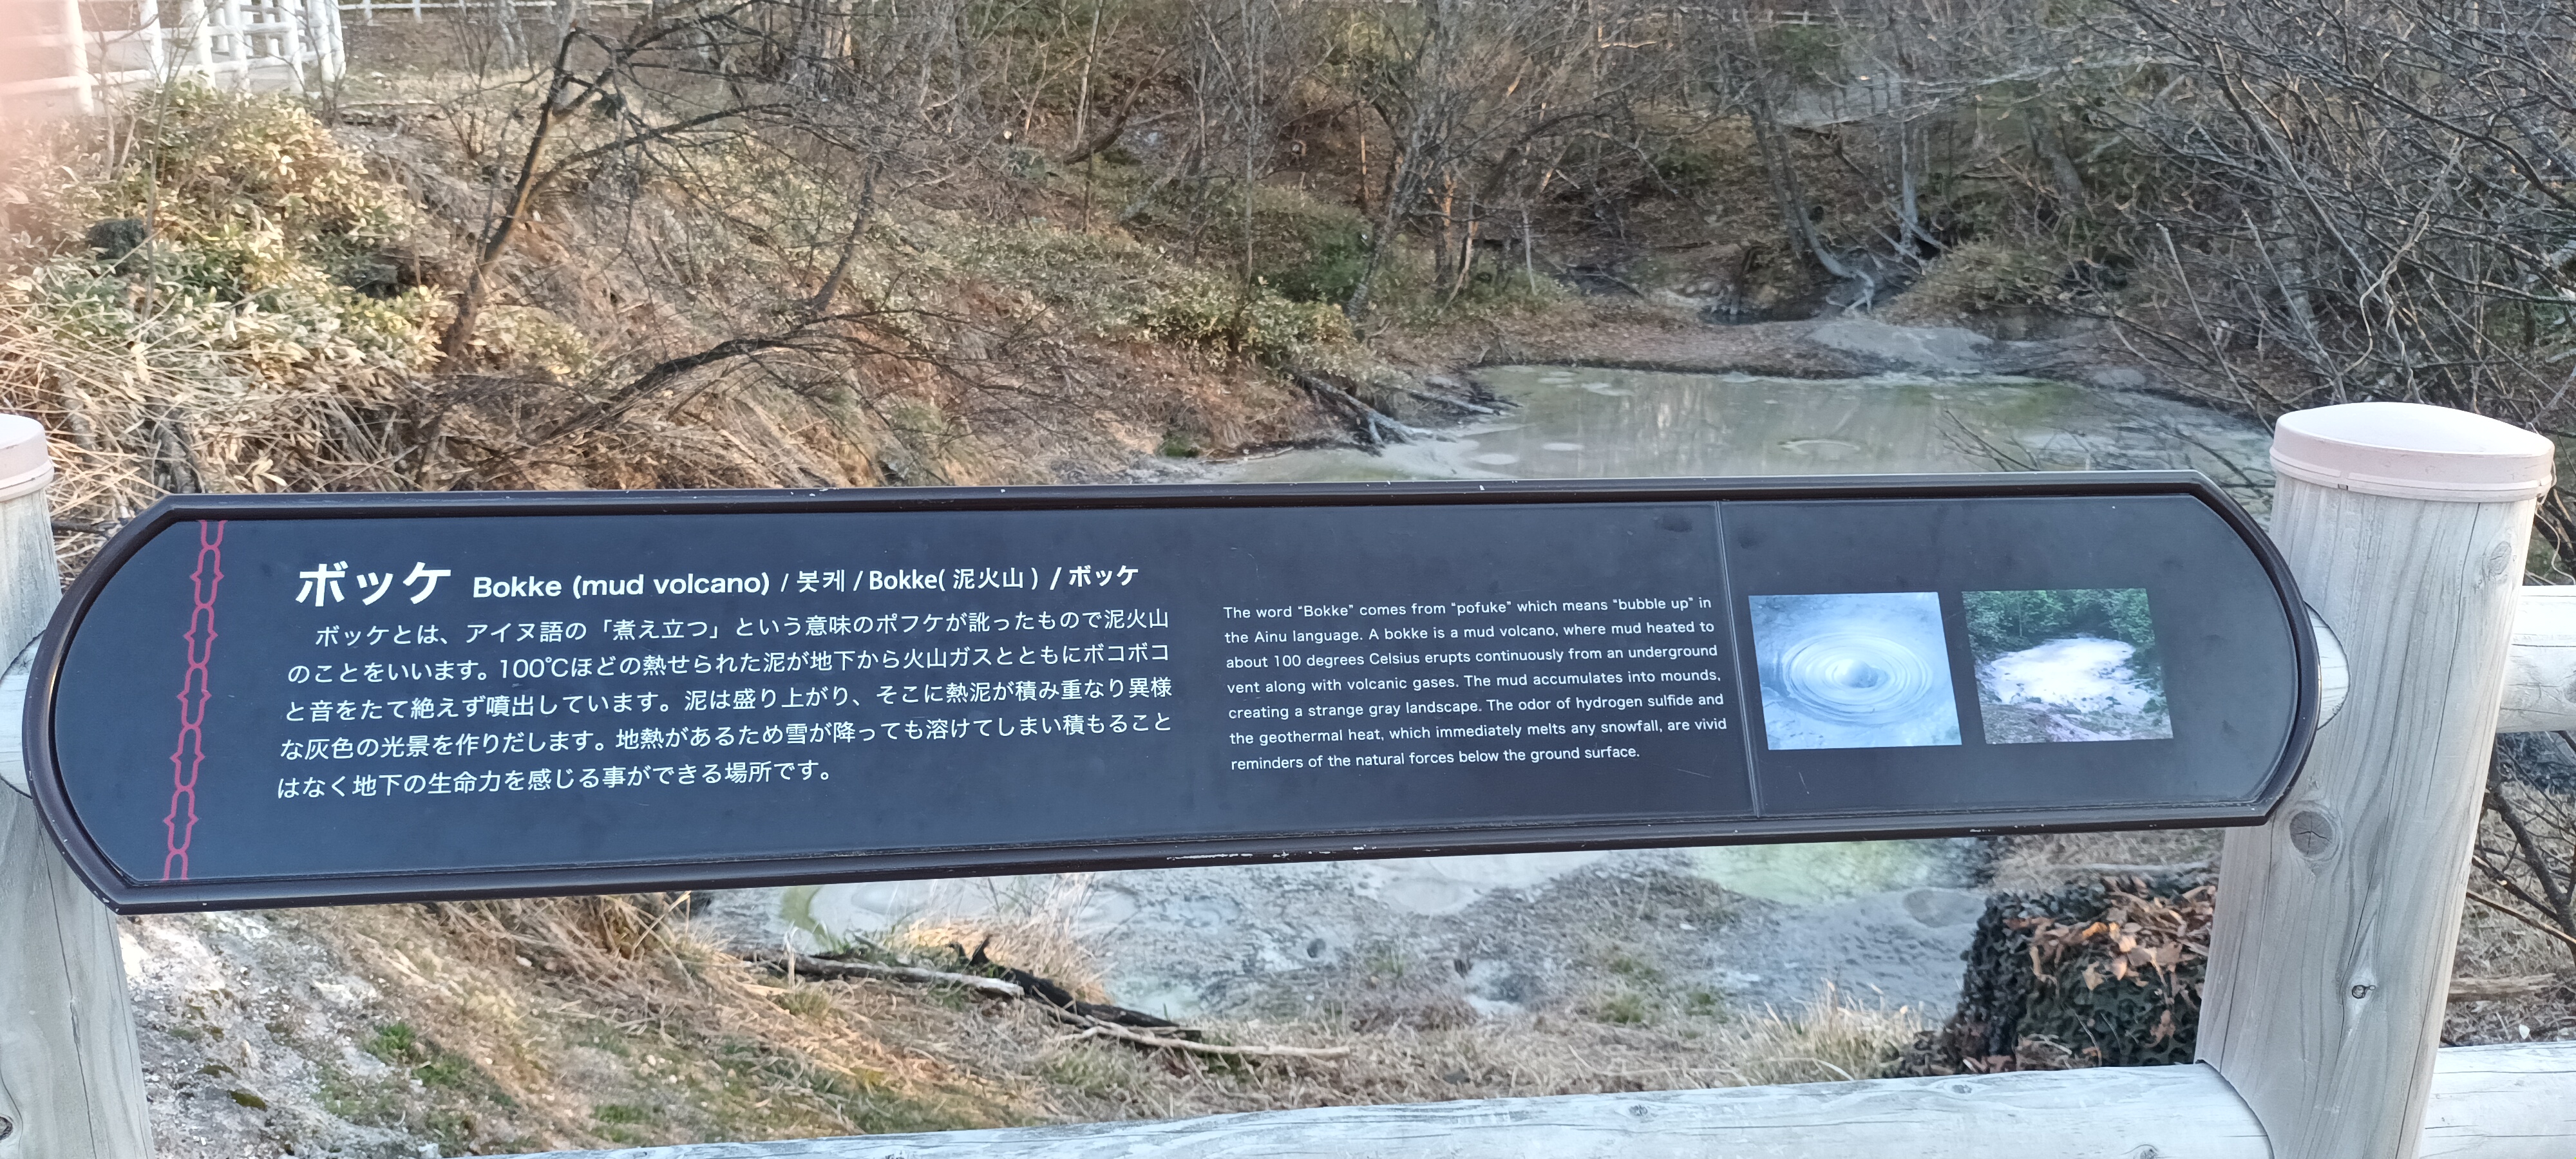 ボッケ Bokke (mud volcano) / 봇케 / Bokke( 泥火山 ) / ボッケ
ボッケとは、アイヌ語の「煮え立つ」という意味のポフケが訛ったもので泥火山
のことをいいます。100℃ほどの熱せられた泥が地下から火山ガスとともにボコボコ
と音をたて絶えず噴出しています。泥は盛り上がり、そこに熱泥が積み重なり異様
な灰色の光景を作りだします。地熱があるため雪が降っても溶けてしまい積もること
はなく地下の生命力を感じる事ができる場所です。
The word “Bokke” comes from “pofuke” which means “bubble up” in
the Ainu language. A bokke is a mud volcano, where mud heated to
about 100 degrees Celsius erupts continuously from an underground
vent along with volcanic gases. The mud accumulates into mounds,
creating a strange gray landscape. The odor of hydrogen sulfide and
the geothermal heat, which immediately melts any snowfall, are vivid
reminders of the natural forces below the ground surface.